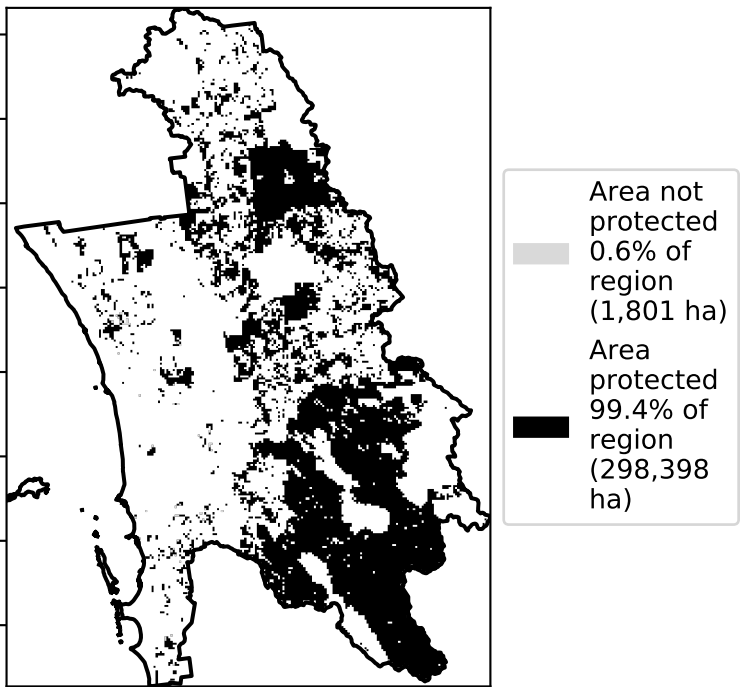 Area not
protected
0.6% of
region
(1,801 ha)
Area
protected
99.4% of
region
(298,398
ha)